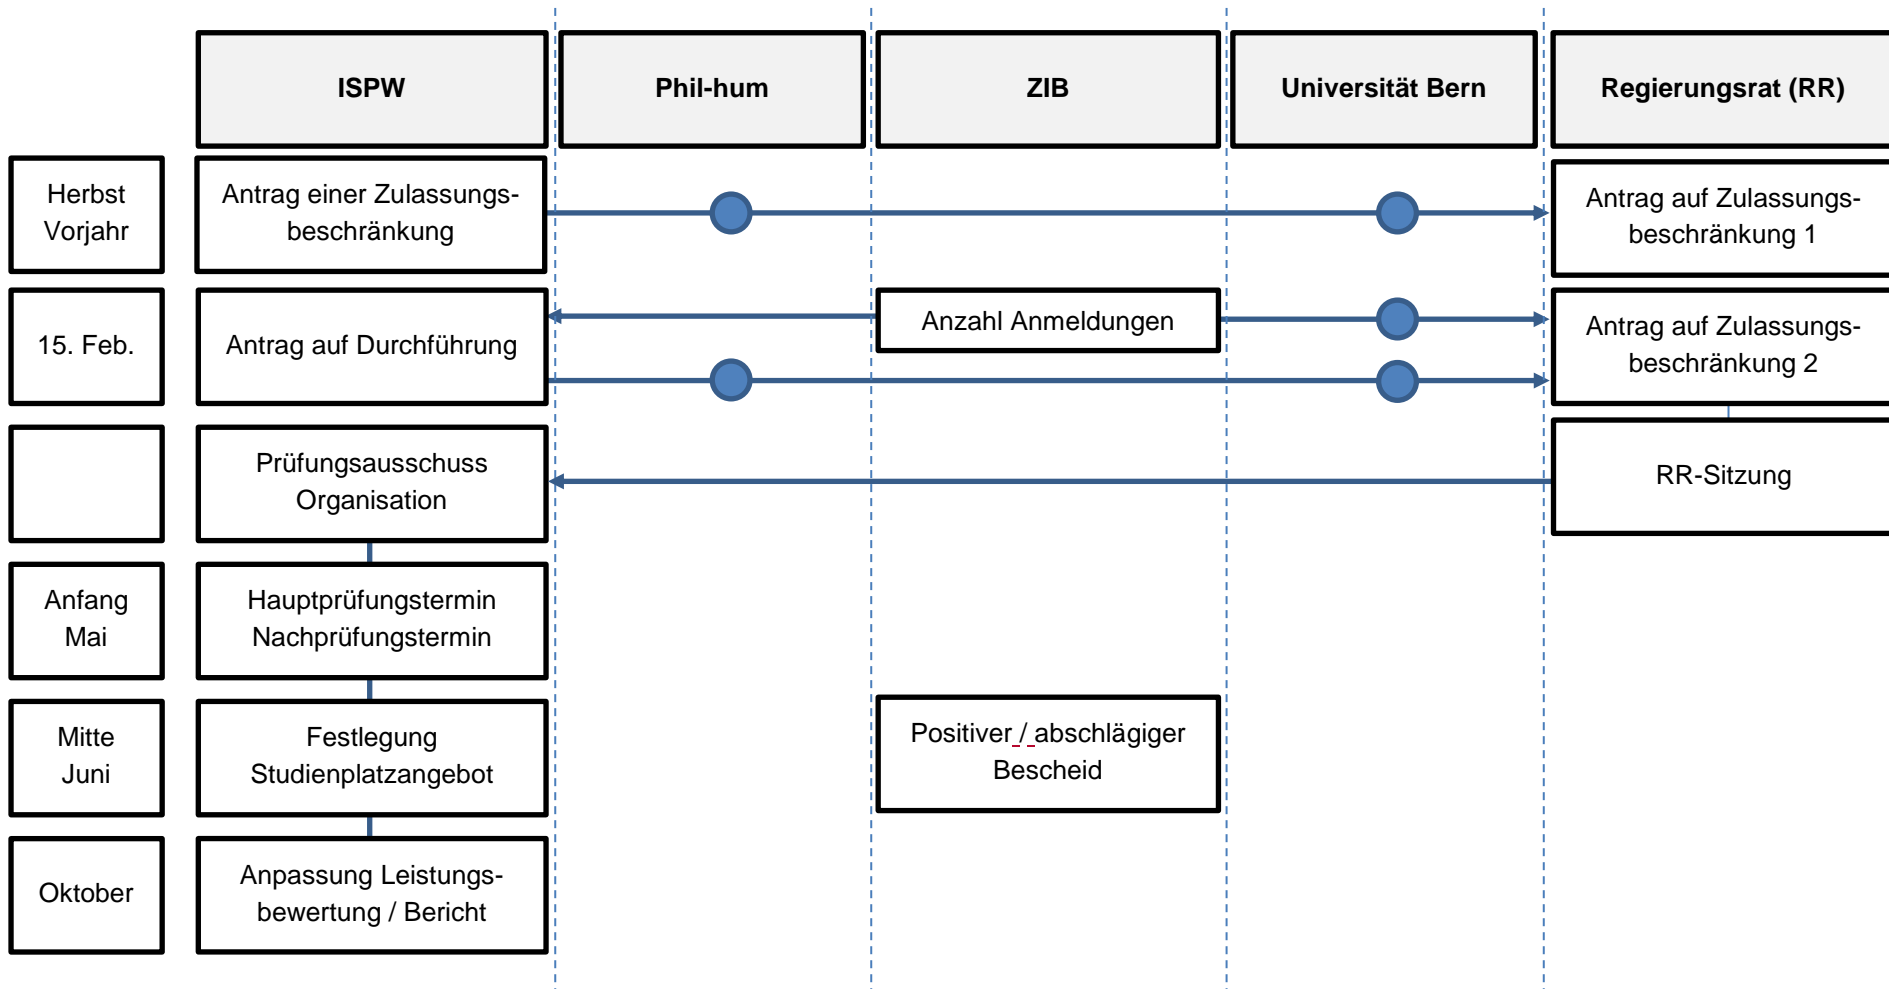 ISPW
Phil-hum
ZIB
Universität Bern
Regierungsrat (RR)
Herbst
Vorjahr
Antrag einer Zulassungs-
beschränkung
Antrag auf Zulassungs-
beschränkung 1
15. Feb.
Antrag auf Durchführung
Anzahl Anmeldungen
Antrag auf Zulassungs-
beschränkung 2
Prüfungsausschuss
Organisation
RR-Sitzung
Anfang
Mai
Hauptprüfungstermin
Nachprüfungstermin
Mitte
Juni
Festlegung
Studienplatzangebot
Positiver / abschlägiger
Bescheid
Oktober
Anpassung Leistungs-
bewertung / Bericht